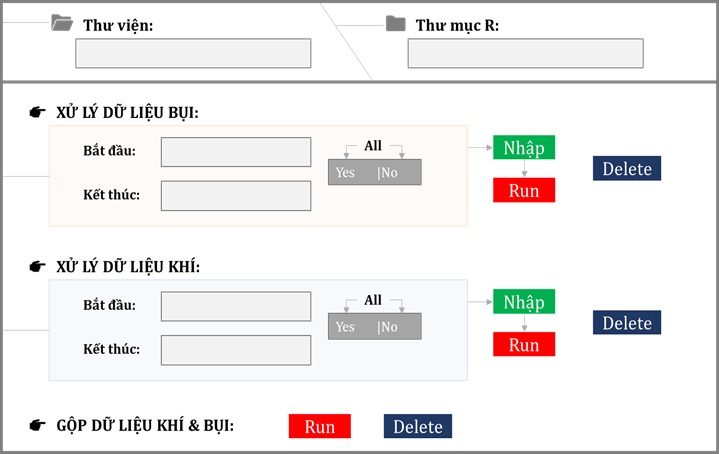 Thư viện:
Thư mục R:
XỬ LÝ DỮ LIỆU BỤI:
Bắt đầu:
All
Yes |No
Kết thúc:
Nhập
Run
Delete
XỬ LÝ DỮ LIỆU KHÍ:
Bắt đầu:
All
Yes |No
Kết thúc:
Nhập
Run
Delete
GỘP DỮ LIỆU KHÍ & BỤI:
Run
Delete